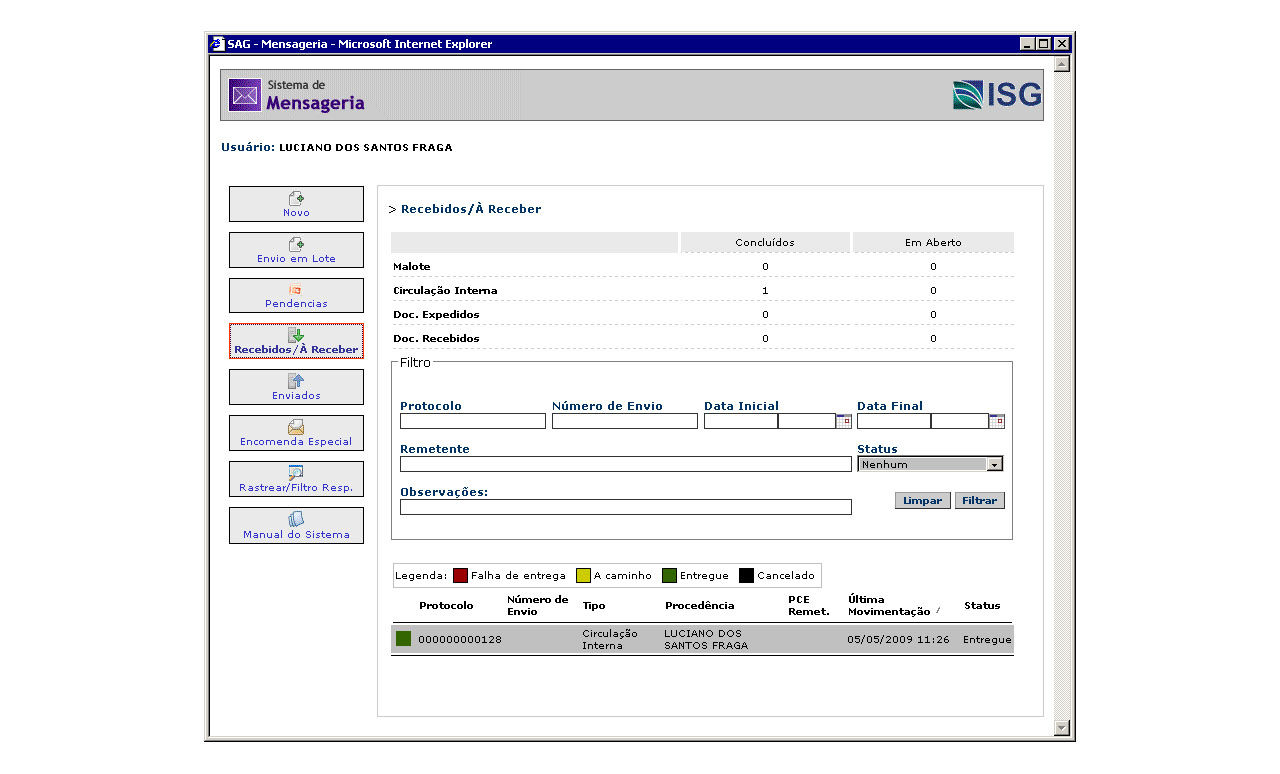 SAG - Mensageria - Microsoft Internet Explorer
Sistema de
Mensageria
ISG
Usuário: LUCIANO DOS SANTOS FRAGA
Novo
Envio em Lote
Pendencias
Recebidos/À Receber
Enviados
Encomenda Especial
Rastrear/Filtro Resp.
Manual do Sistema
> Recebidos/À Receber
Concluídos Em Aberto
Malote 0 0
Circulação Interna 1 0
Doc. Expedidos 0 0
Doc. Recebidos 0 0
Filtro
Protocolo Número de Envio Data Inicial Data Final
Remetente Status
Nenhum
Observações:
Limpar Filtrar
Legenda: Falha de entrega A caminho Entregue Cancelado
Protocolo Número de Envio Tipo Procedência PCE Remet. Última Movimentação / Status
000000000128 Circulação Interna LUCIANO DOS SANTOS FRAGA 05/05/2009 11:26 Entregue